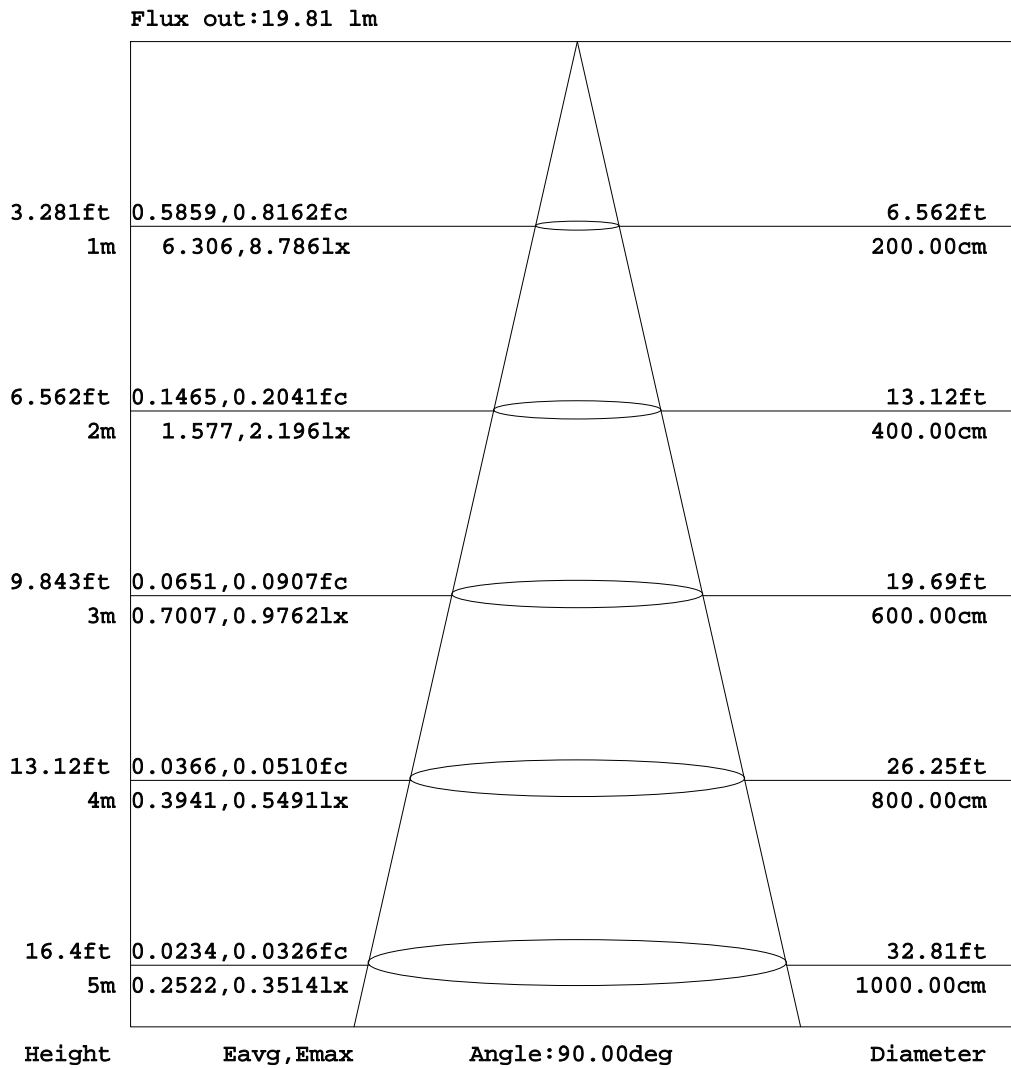 Flux out:19.81 lm
3.281ft 0.5859,0.8162fc 6.562ft
1m 6.306,8.786lx 200.00cm
6.562ft 0.1465,0.2041fc 13.12ft
2m 1.577,2.196lx 400.00cm
9.843ft 0.0651,0.0907fc 19.69ft
3m 0.7007,0.9762lx 600.00cm
13.12ft 0.0366,0.0510fc 26.25ft
4m 0.3941,0.5491lx 800.00cm
16.4ft 0.0234,0.0326fc 32.81ft
5m 0.2522,0.3514lx 1000.00cm
Height Eavg,Emax Angle:90.00deg Diameter